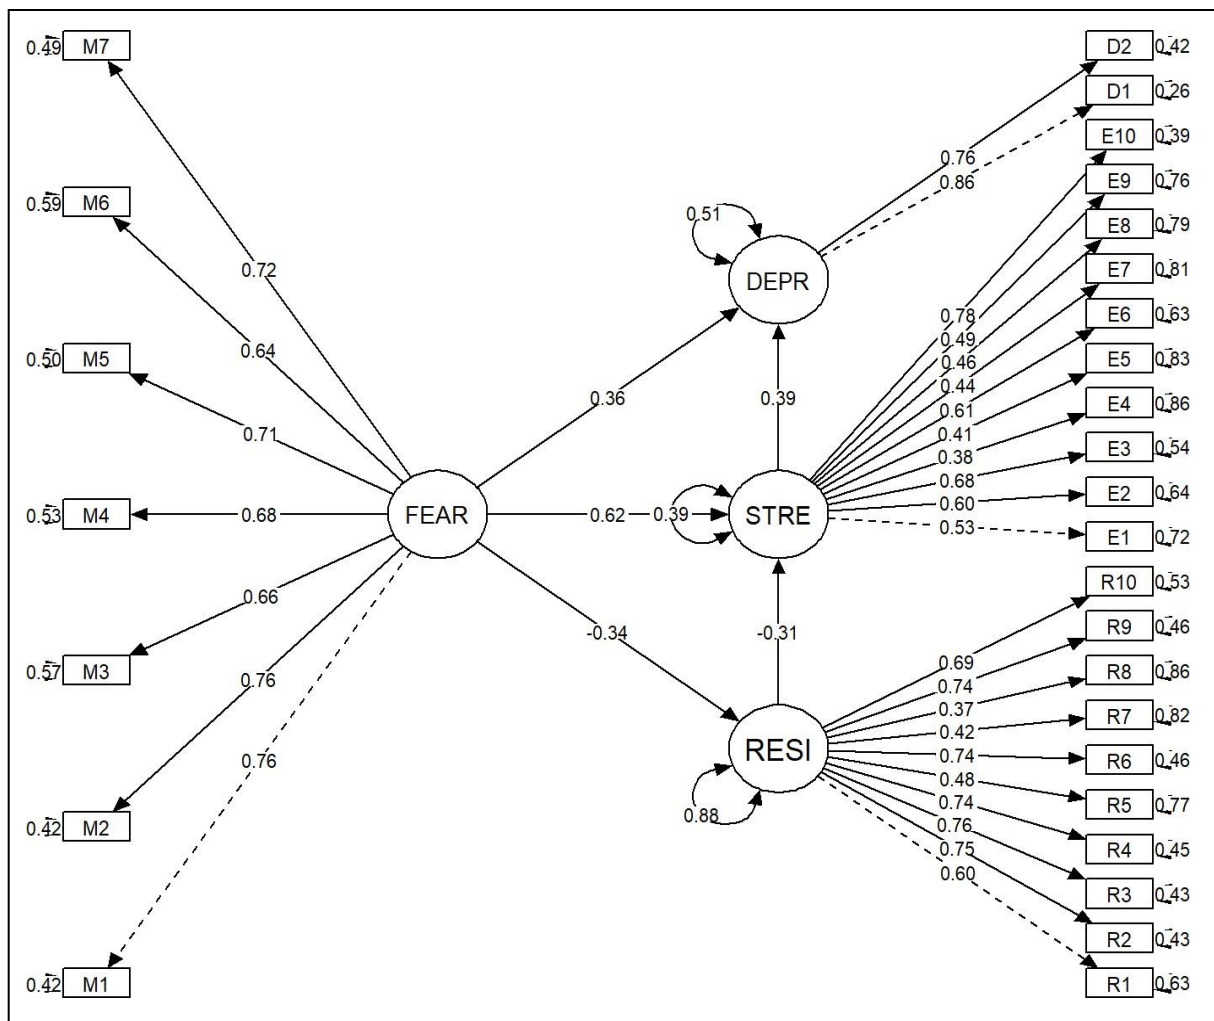 0.49 M7
0.59 M6
0.50 M5
0.53 M4
0.57 M3
0.42 M2
0.42 M1
0.72
0.64
0.71
0.68
0.66
0.76
0.76
FEAR
0.36
0.62
-0.34
0.51
DEPR
0.39
0.39
STRE
-0.31
RESI
0.88
0.76
0.86
0.78
0.49
0.46
0.44
0.61
0.41
0.38
0.68
0.60
0.53
0.69
0.74
0.37
0.42
0.74
0.48
0.74
0.76
0.75
0.60
D2 0.42
D1 0.26
E10 0.39
E9 0.76
E8 0.79
E7 0.81
E6 0.63
E5 0.83
E4 0.86
E3 0.54
E2 0.64
E1 0.72
R10 0.53
R9 0.46
R8 0.86
R7 0.82
R6 0.46
R5 0.77
R4 0.45
R3 0.43
R2 0.43
R1 0.63